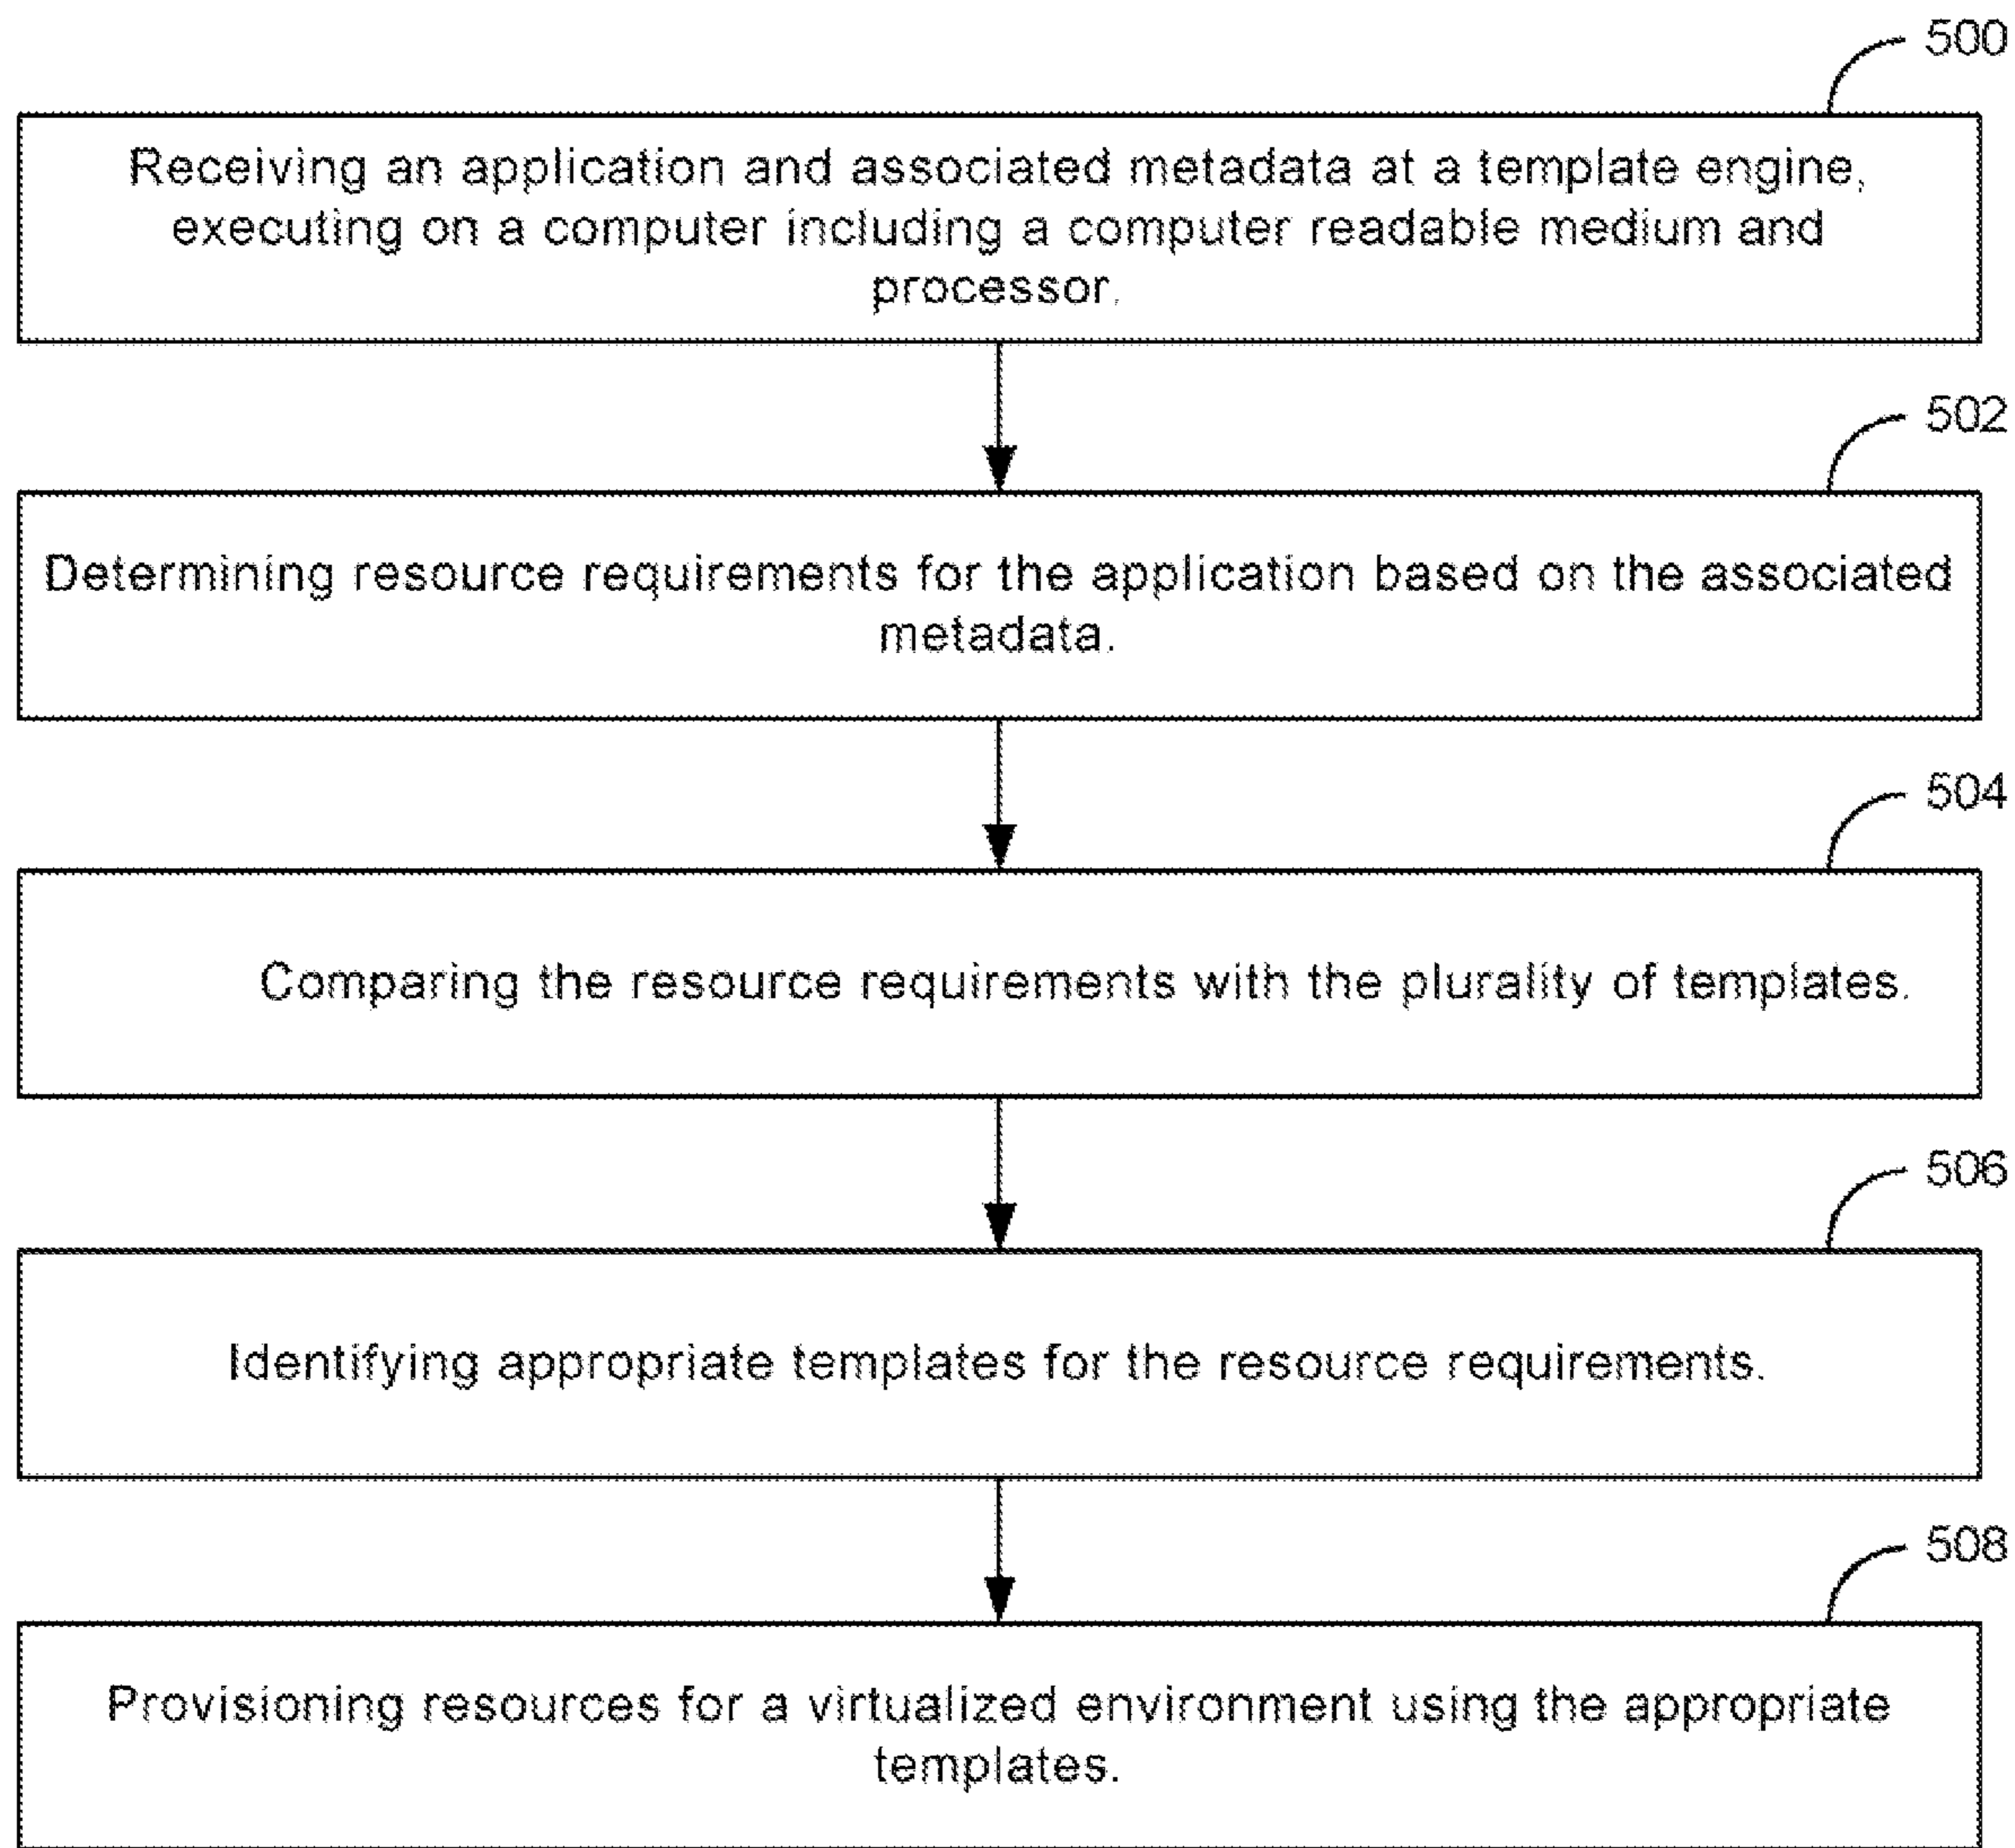 500
Receiving an application and associated metadata at a template engine,
executing on a computer including a computer readable medium and
processor.
502
Determining resource requirements for the application based on the associated
metadata.
504
Comparing the resource requirements with the plurality of templates.
506
Identifying appropriate templates for the resource requirements.
508
Provisioning resources for a virtualized environment using the appropriate
templates.